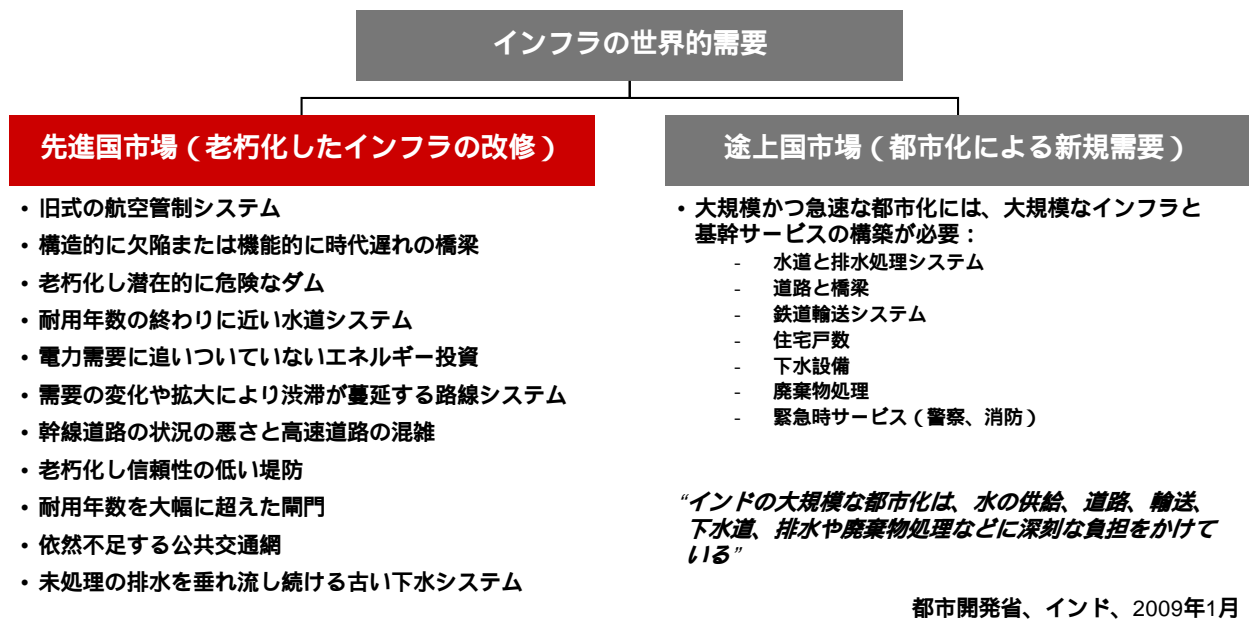 インフラの世界的需要
先進国市場（老朽化したインフラの改修）
・旧式の航空管制システム
・構造的に欠陥または機能的に時代遅れの橋梁
・老朽化し潜在的に危険なダム
・耐用年数の終わりに近い水道システム
・電力需要に追いついていないエネルギー投資
・需要の変化や拡大により渋滞が蔓延する路線システム
・幹線道路の状況の悪さと高速道路の混雑
・老朽化し信頼性の低い堤防
・耐用年数を大幅に超えた閘門
・依然不足する公共交通網
・未処理の排水を垂れ流し続ける古い下水システム
途上国市場（都市化による新規需要）
・大規模かつ急速な都市化には、大規模なインフラと
基幹サービスの構築が必要：
- 水道と排水処理システム
- 道路と橋梁
- 鉄道輸送システム
- 住宅戸数
- 下水設備
- 廃棄物処理
- 緊急時サービス（警察、消防）
“インドの大規模な都市化は、水の供給、道路、輸送、
下水道、排水や廃棄物処理などに深刻な負担をかけて
いる”
都市開発省、インド、2009年1月